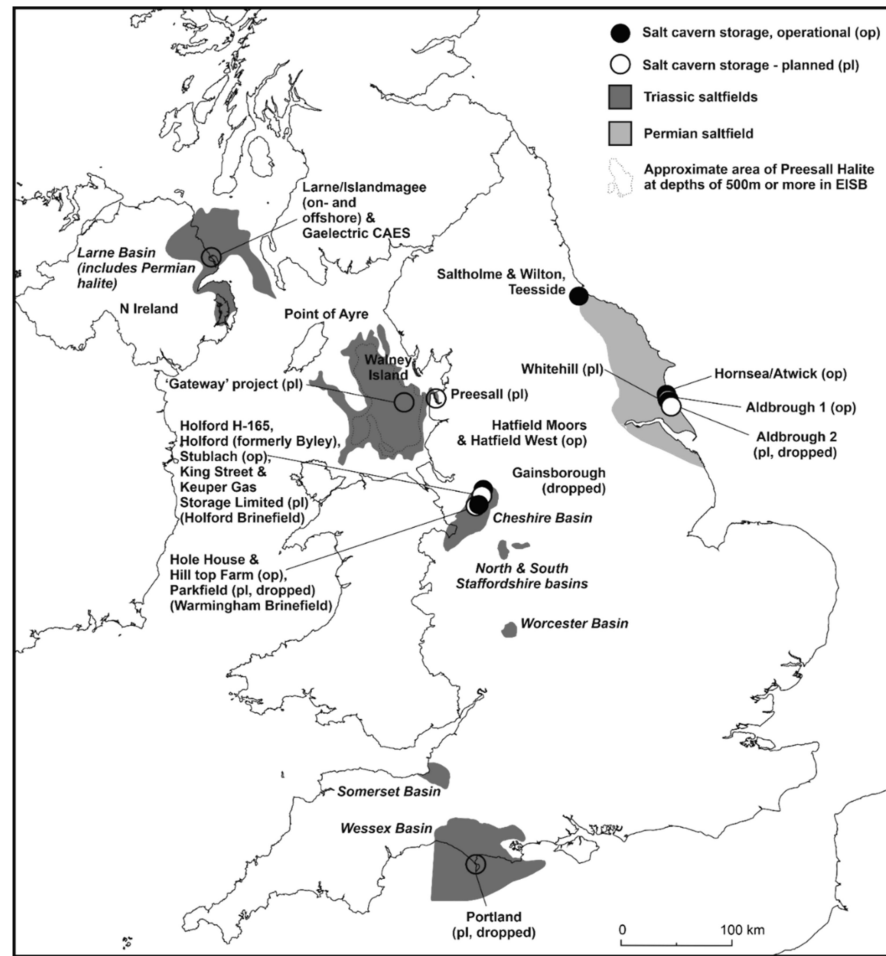 Salt cavern storage, operational (op)
Salt cavern storage - planned (pl)
Triassic saltfields
Permian saltfield
Approximate area of Preesall Halite
at depths of 500m or more in EISB
Larne/Islandmagee
(on- and
offshore) &
Gaelectric CAES
Larne Basin
(includes Permian
halite)
N Ireland
Point of Ayre
Walney
Island
'Gateway' project (pl)
Preesall (pl)
Saltholme & Wilton,
Teesside
Whitehill (pl)
Hornsea/Atwick (op)
Aldbrough 1 (op)
Aldbrough 2
(pl, dropped)
Hatfield Moors
& Hatfield West (op)
Gainsborough
(dropped)
Holford H-165,
Holford (formerly Byley),
Stublach (op),
King Street &
Keuper Gas
Storage Limited (pl)
(Holford Brinefield)
Cheshire Basin
Hole House &
Hill top Farm (op),
Parkfield (pl, dropped)
(Warmingham Brinefield)
North & South
Staffordshire basins
Worcester Basin
Somerset Basin
Wessex Basin
Portland
(pl, dropped)
0 100 km